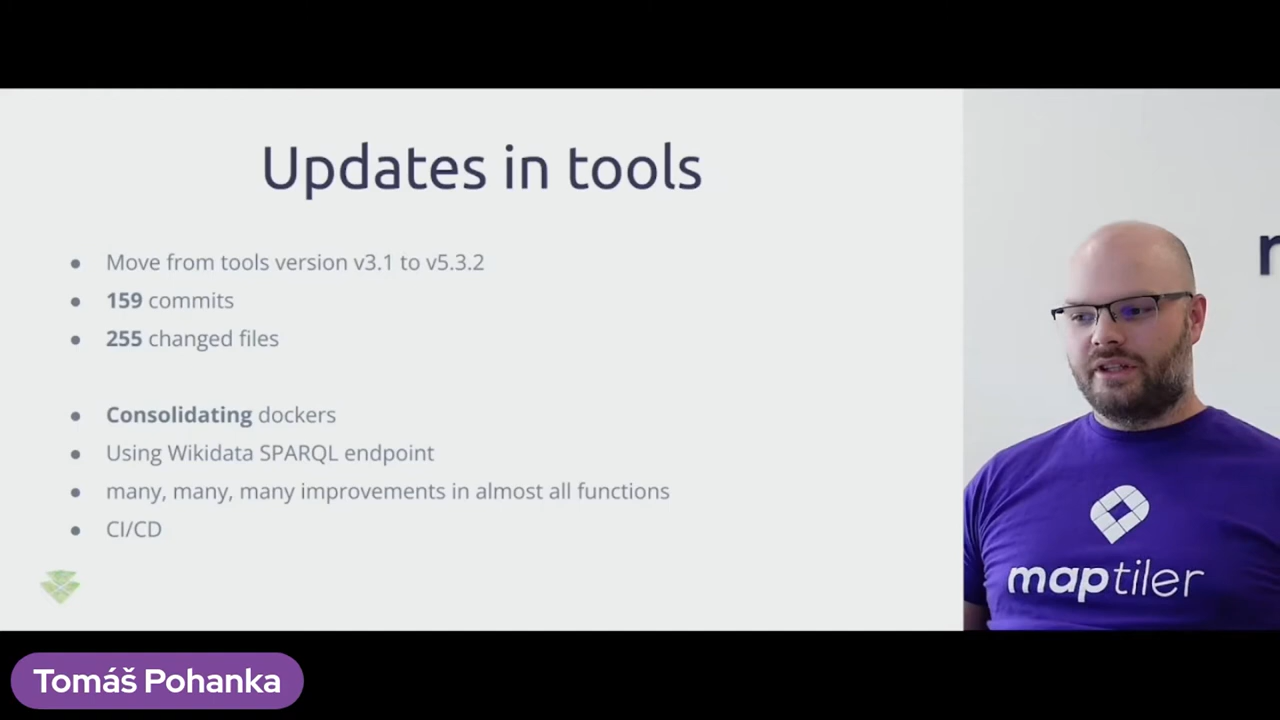 Updates in tools
● Move from tools version v3.1 to v5.3.2
● 159 commits
● 255 changed files
● Consolidating dockers
● Using Wikidata SPARQL endpoint
● many, many, many improvements in almost all functions
● CI/CD
maptiler
Tomáš Pohanka